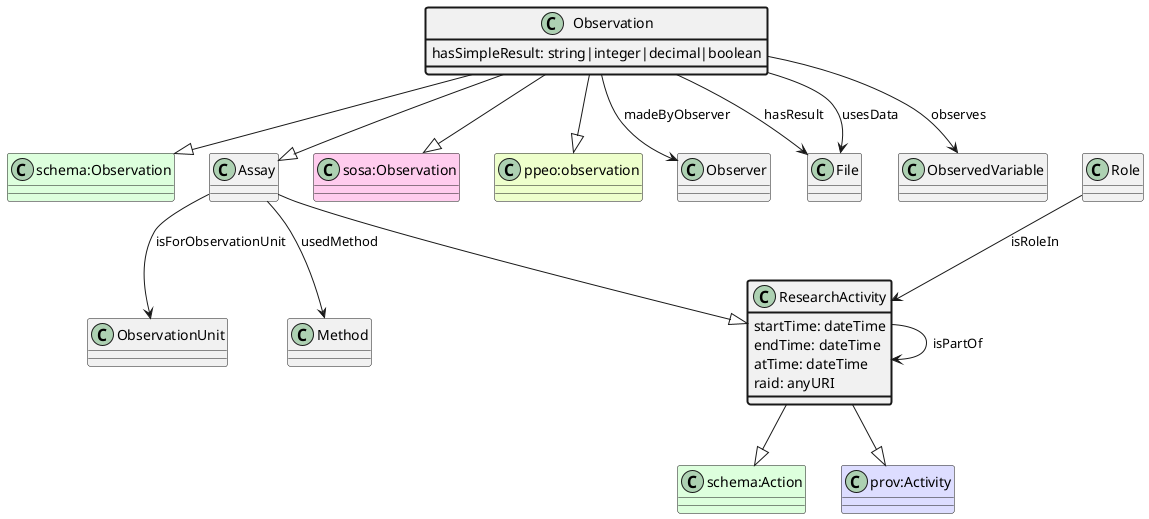 C Observation
hasSimpleResult: string|integer|decimal|boolean
madeByObserver
hasResult
usesData
observes
C schema:Observation
C Assay
C sosa:Observation
C ppeo:observation
C Observer
C File
C ObservedVariable
C Role
isForObservationUnit
usedMethod
isRoleIn
C ObservationUnit
C Method
C ResearchActivity
startTime: dateTime
endTime: dateTime
atTime: dateTime
raid: anyURI
isPartOf
C schema:Action
C prov:Activity